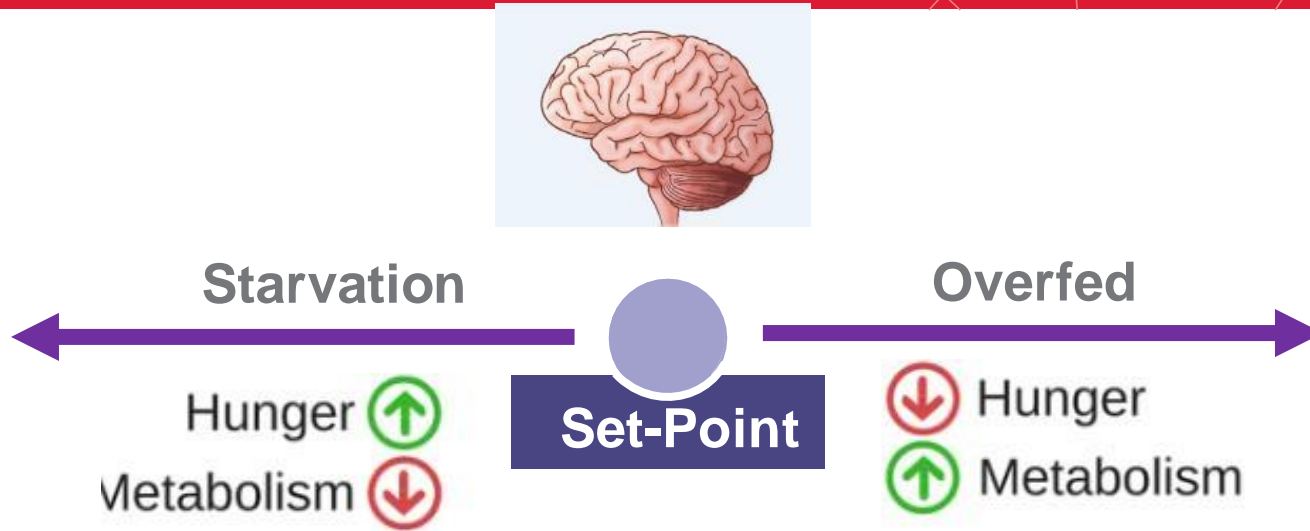 Starvation
Overfed
Hunger
Metabolism
Set-Point
Hunger
Metabolism